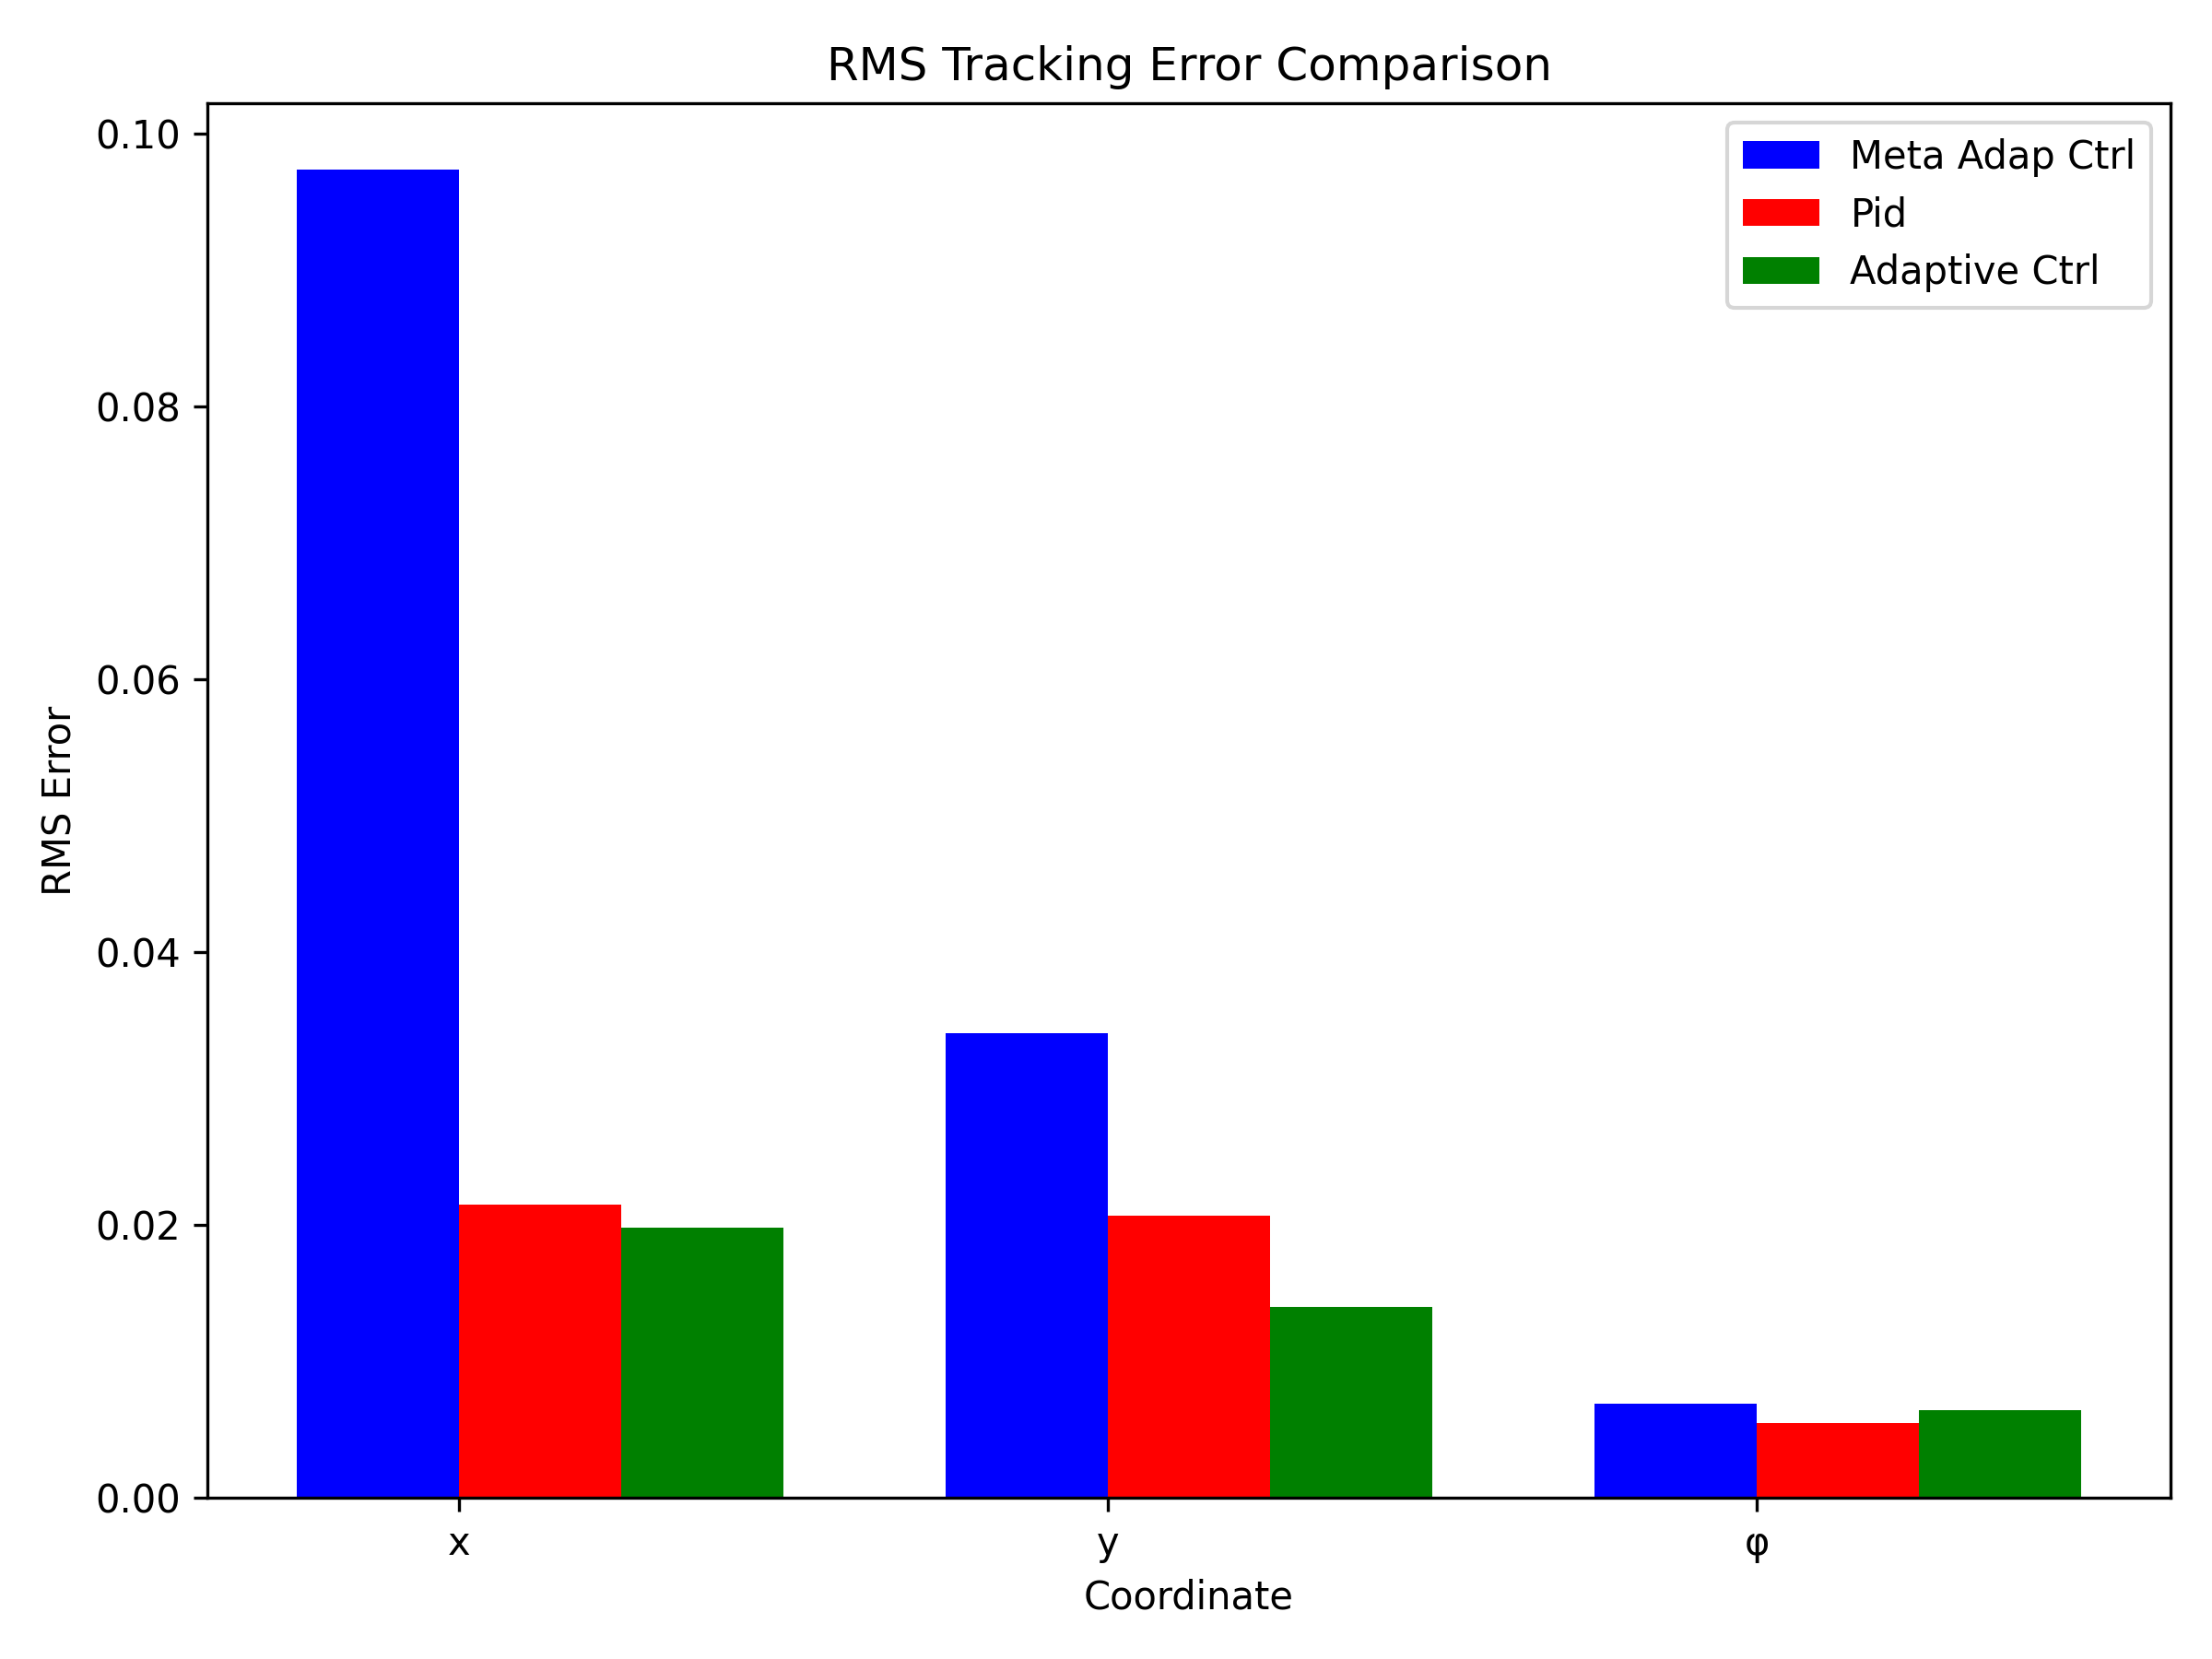 RMS Tracking Error Comparison
Meta Adap Ctrl
Pid
Adaptive Ctrl
RMS Error
0.10
0.08
0.06
0.04
0.02
0.00
x y φ
Coordinate